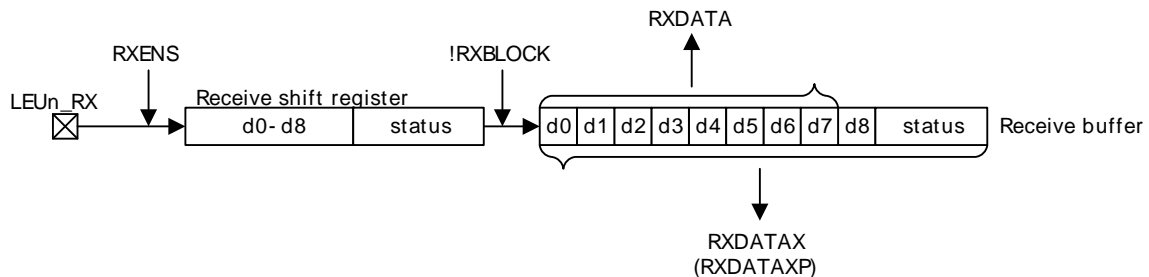 RXDATA
RXENS
!RXBLOCK
LEUn_RX
Receive shift register
d0- d8
status
d0
d1
d2
d3
d4
d5
d6
d7
d8
status
Receive buffer
RXDATAX
(RXDATAXP)